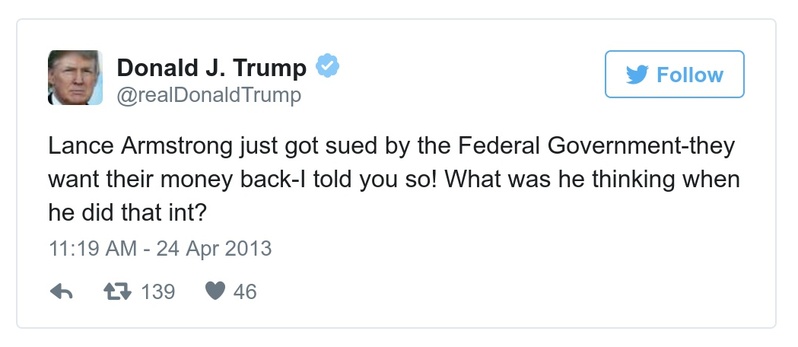 Donald J. Trump
@realDonaldTrump
Follow
Lance Armstrong just got sued by the Federal Government-they
want their money back-I told you so! What was he thinking when
he did that int?
11:19 AM - 24 Apr 2013
139 46